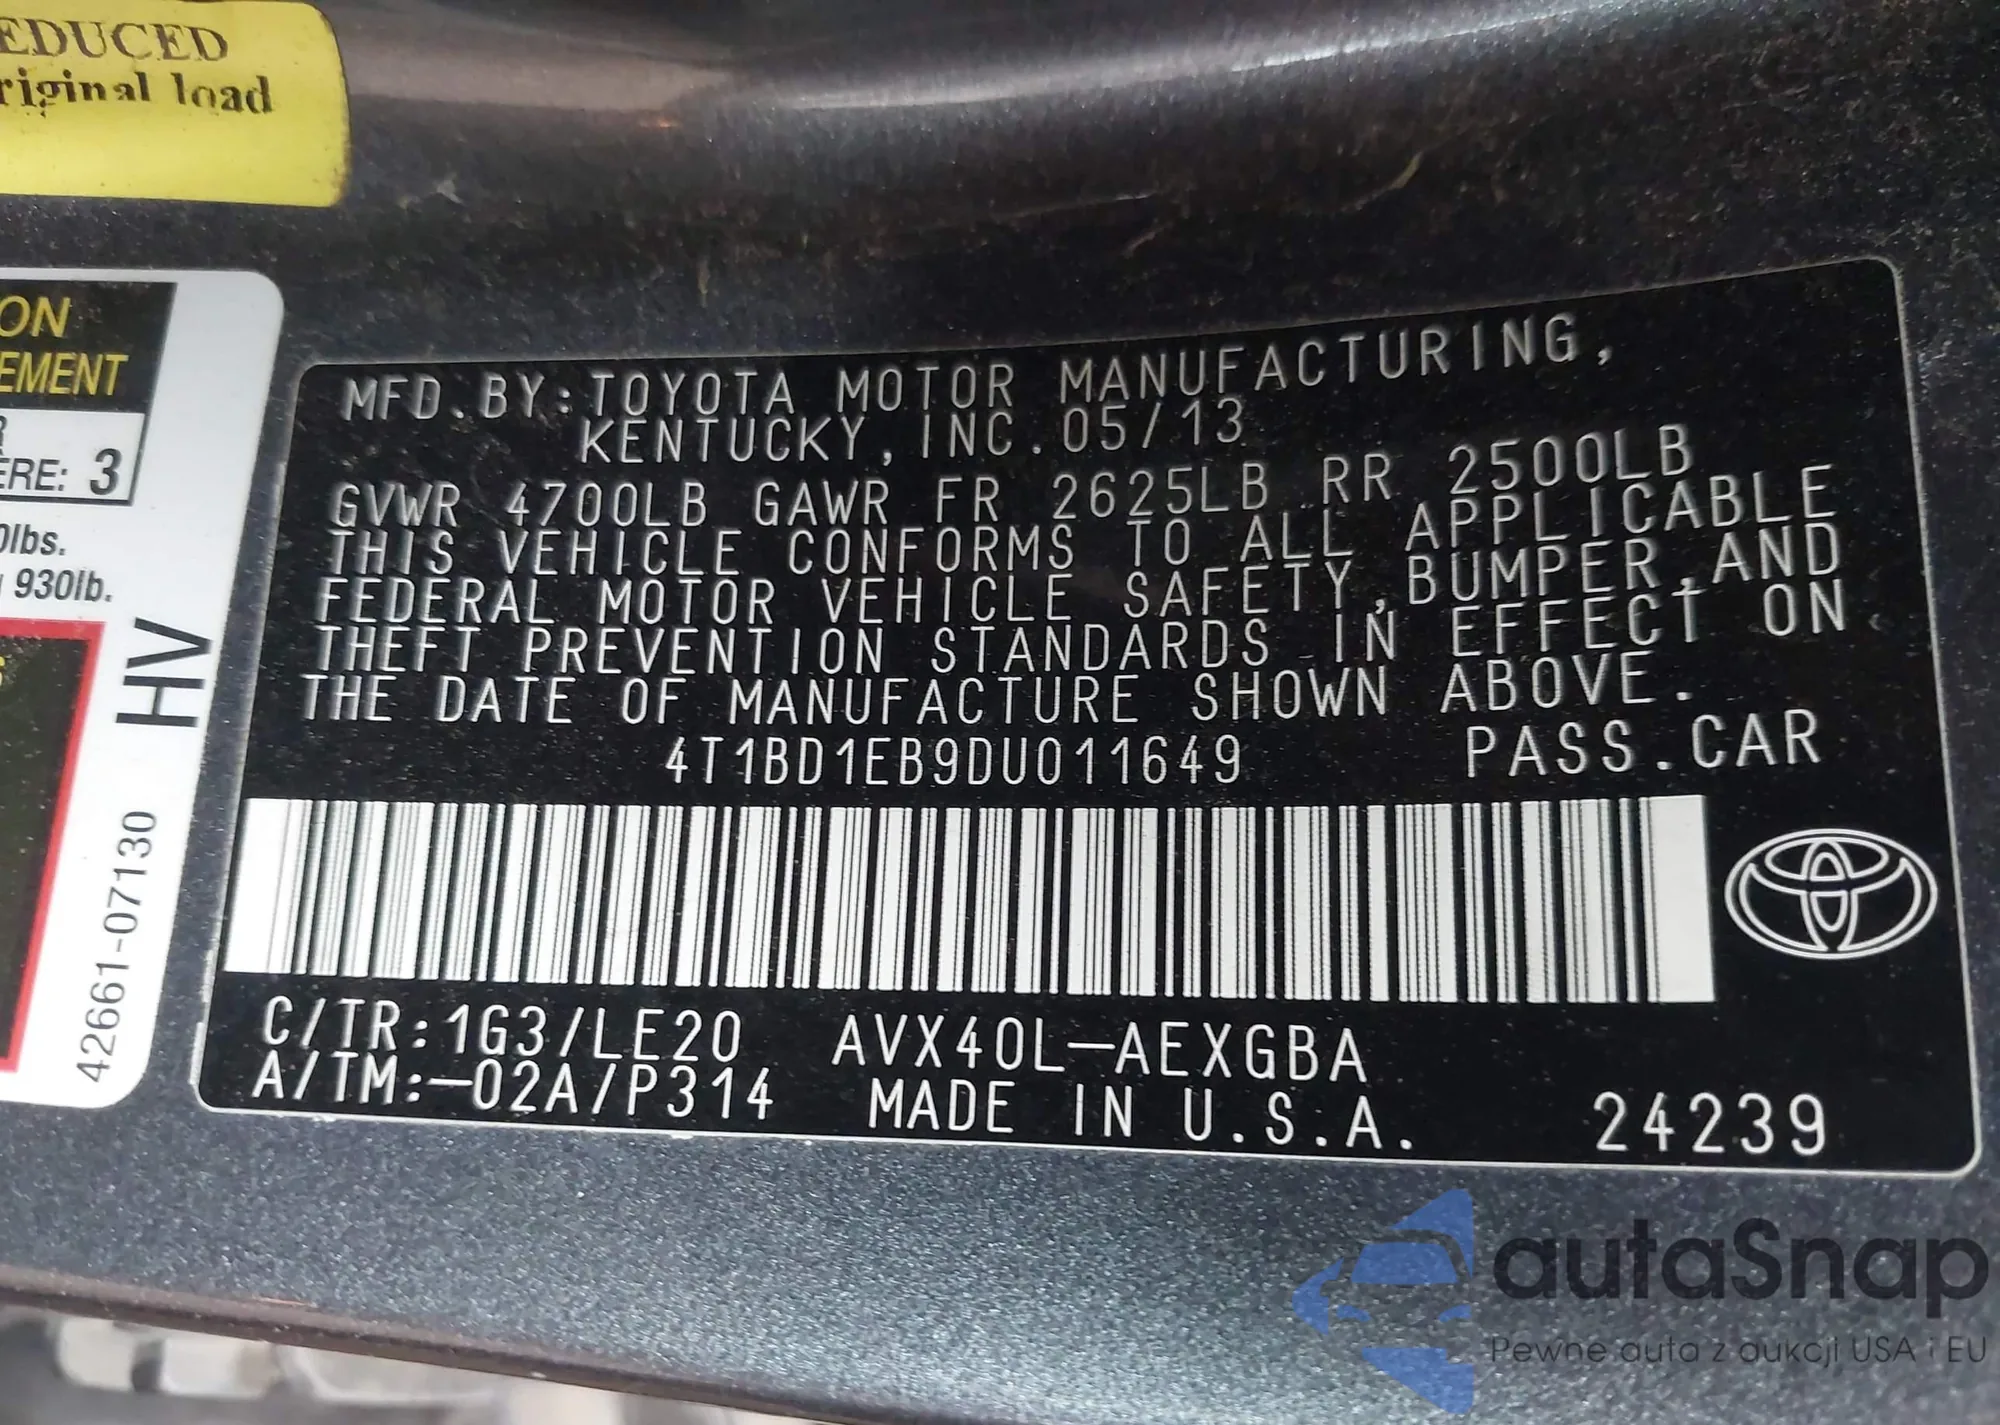 EDUCED
riginal load
ON
EMENT
R
ERE: 3
0lbs.
930lb.
HV
42661-07130
MFD.BY:TOYOTA MOTOR MANUFACTURING,
KENTUCKY,INC.05/13
GVWR 4700LB GAWR FR 2625LB RR 2500LB
THIS VEHICLE CONFORMS TO ALL APPLICABLE
FEDERAL MOTOR VEHICLE SAFETY,BUMPER,AND
THEFT PREVENTION STANDARDS IN EFFECT ON
THE DATE OF MANUFACTURE SHOWN ABOVE.
4T1BD1EB9DU011649 PASS.CAR
C/TR:1G3/LE20 AVX40L-AEXGBA
A/TM:-02A/P314 MADE IN U.S.A. 24239
autaSnap
Pewne auta z aukcji USA i EU